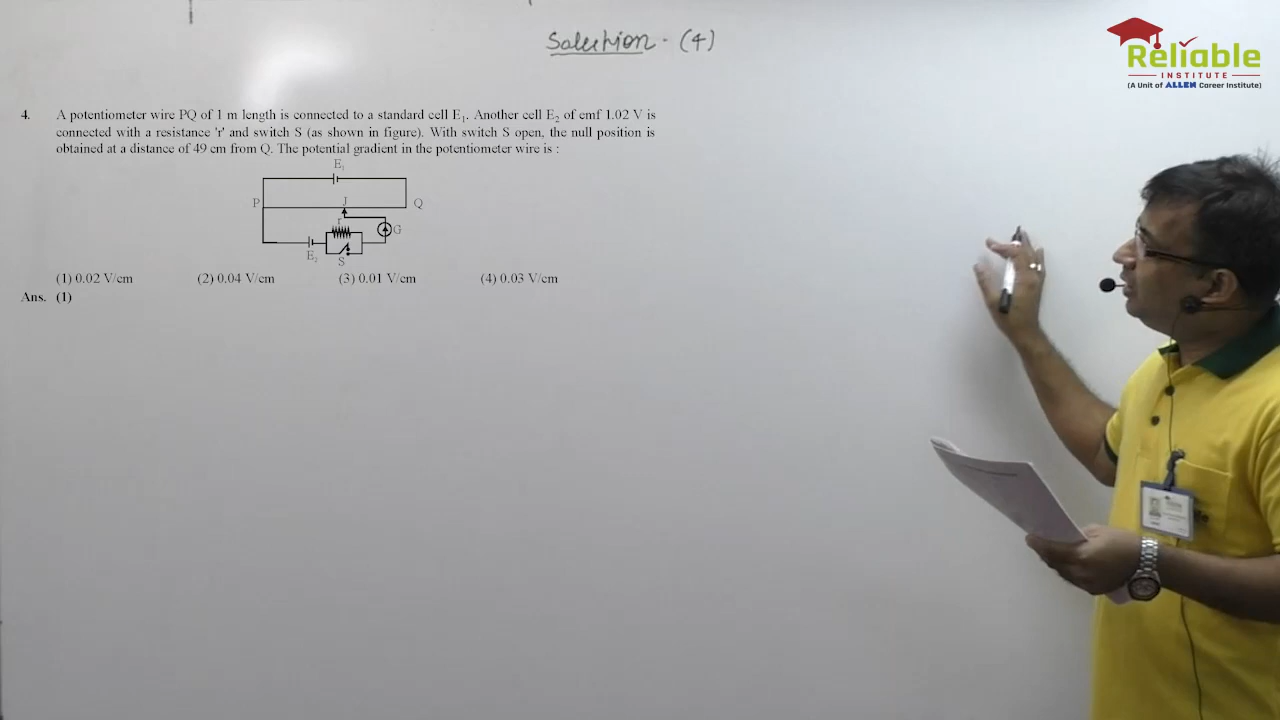 Solution - (4)
Reliable
INSTITUTE
(A Unit of ALLEN Career Institute)
4. A potentiometer wire PQ of 1 m length is connected to a standard cell E₁. Another cell E₂ of emf 1.02 V is
connected with a resistance 'r' and switch S (as shown in figure). With switch S open, the null position is
obtained at a distance of 49 cm from Q. The potential gradient in the potentiometer wire is :
E₁
P J Q
r G
E₂ S
(1) 0.02 V/cm (2) 0.04 V/cm (3) 0.01 V/cm (4) 0.03 V/cm
Ans. (1)